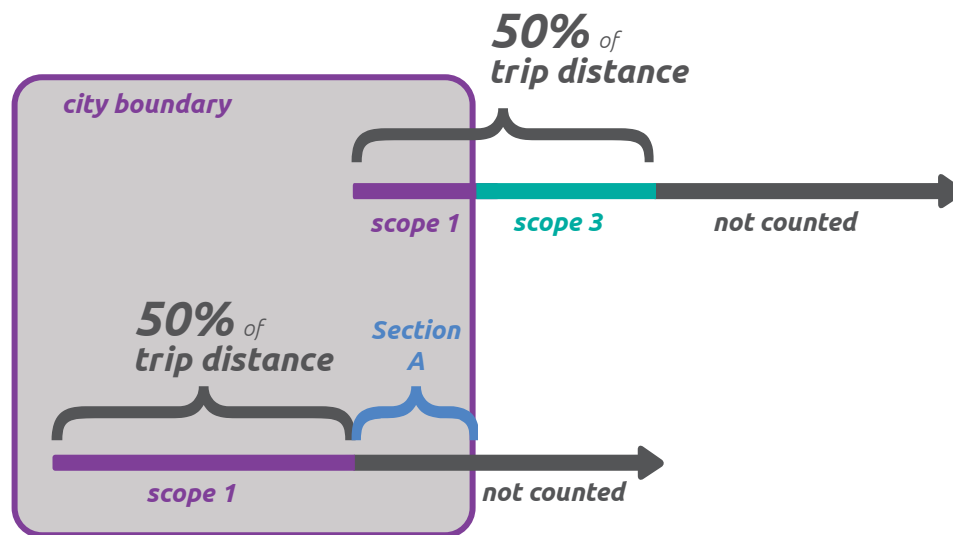 50% of
trip distance
city boundary
scope 1
scope 3
not counted
50% of
trip distance
Section
A
scope 1
not counted